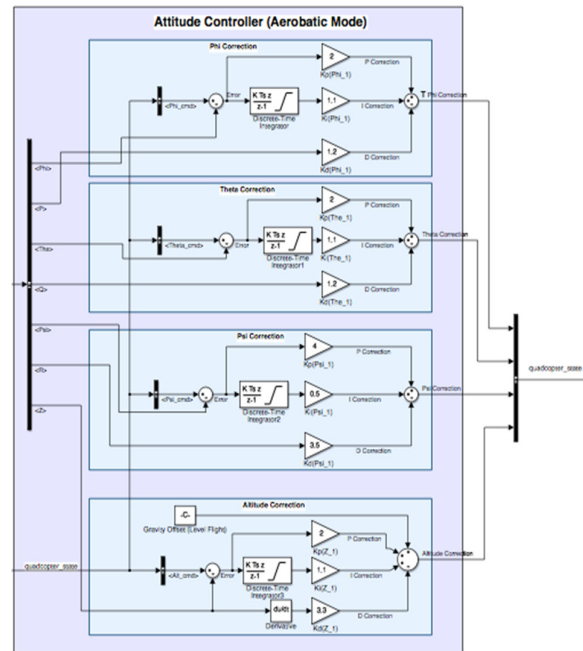 Attitude Controller (Aerobatic Mode)
Phi Correction
2
Kp(Phi_1)
P Correction
<Phi_cmd>
Error
K Ts z
z-1
Discrete-Time
Integrator
1.1
Ki(Phi_1)
I Correction
T Phi Correction
<Phi>
1.2
Kd(Phi_1)
D Correction
<P>
Theta Correction
2
Kp(The_1)
P Correction
<Theta_cmd>
Error
K Ts z
z-1
Discrete-Time
Integrator1
1.1
Ki(The_1)
I Correction
Theta Correction
<The>
1.2
Kd(The_1)
D Correction
<Q>
<Psi>
Psi Correction
4
Kp(Psi_1)
P Correction
<R>
<Psi_cmd>
Error
K Ts z
z-1
Discrete-Time
Integrator2
0.5
Ki(Psi_1)
I Correction
Psi Correction
<Z>
3.5
Kd(Psi_1)
D Correction
quadcopter_state
Altitude Correction
-C-
Gravity Offset (Level Flight)
2
Kp(Z_1)
P Correction
quadcopter_state
<Alt_cmd>
Error
K Ts z
z-1
Discrete-Time
Integrator3
1.1
Ki(Z_1)
I Correction
Altitude Correction
du/dt
Derivative
3.3
Kd(Z_1)
D Correction